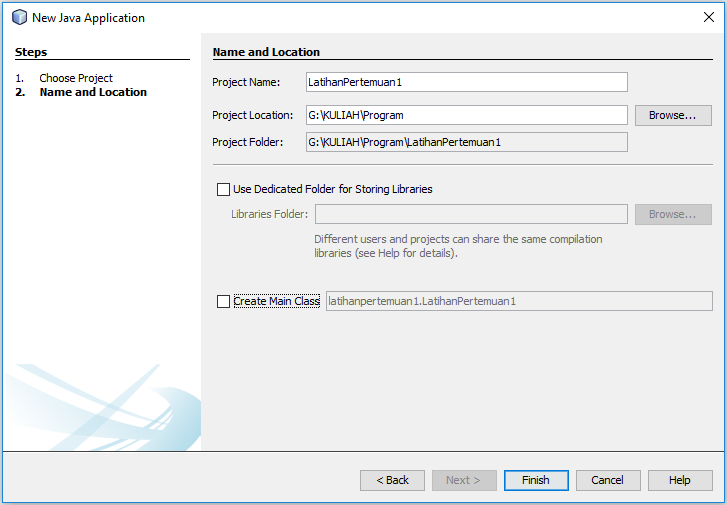 New Java Application
Steps
1. Choose Project
2. Name and Location
Name and Location
Project Name: LatihanPertemuan1
Project Location: G:\KULIAH\Program Browse...
Project Folder: G:\KULIAH\Program\LatihanPertemuan1
Use Dedicated Folder for Storing Libraries
Libraries Folder: Browse...
Different users and projects can share the same compilation
libraries (see Help for details).
Create Main Class latihanpertemuan1.LatihanPertemuan1
< Back Next > Finish Cancel Help